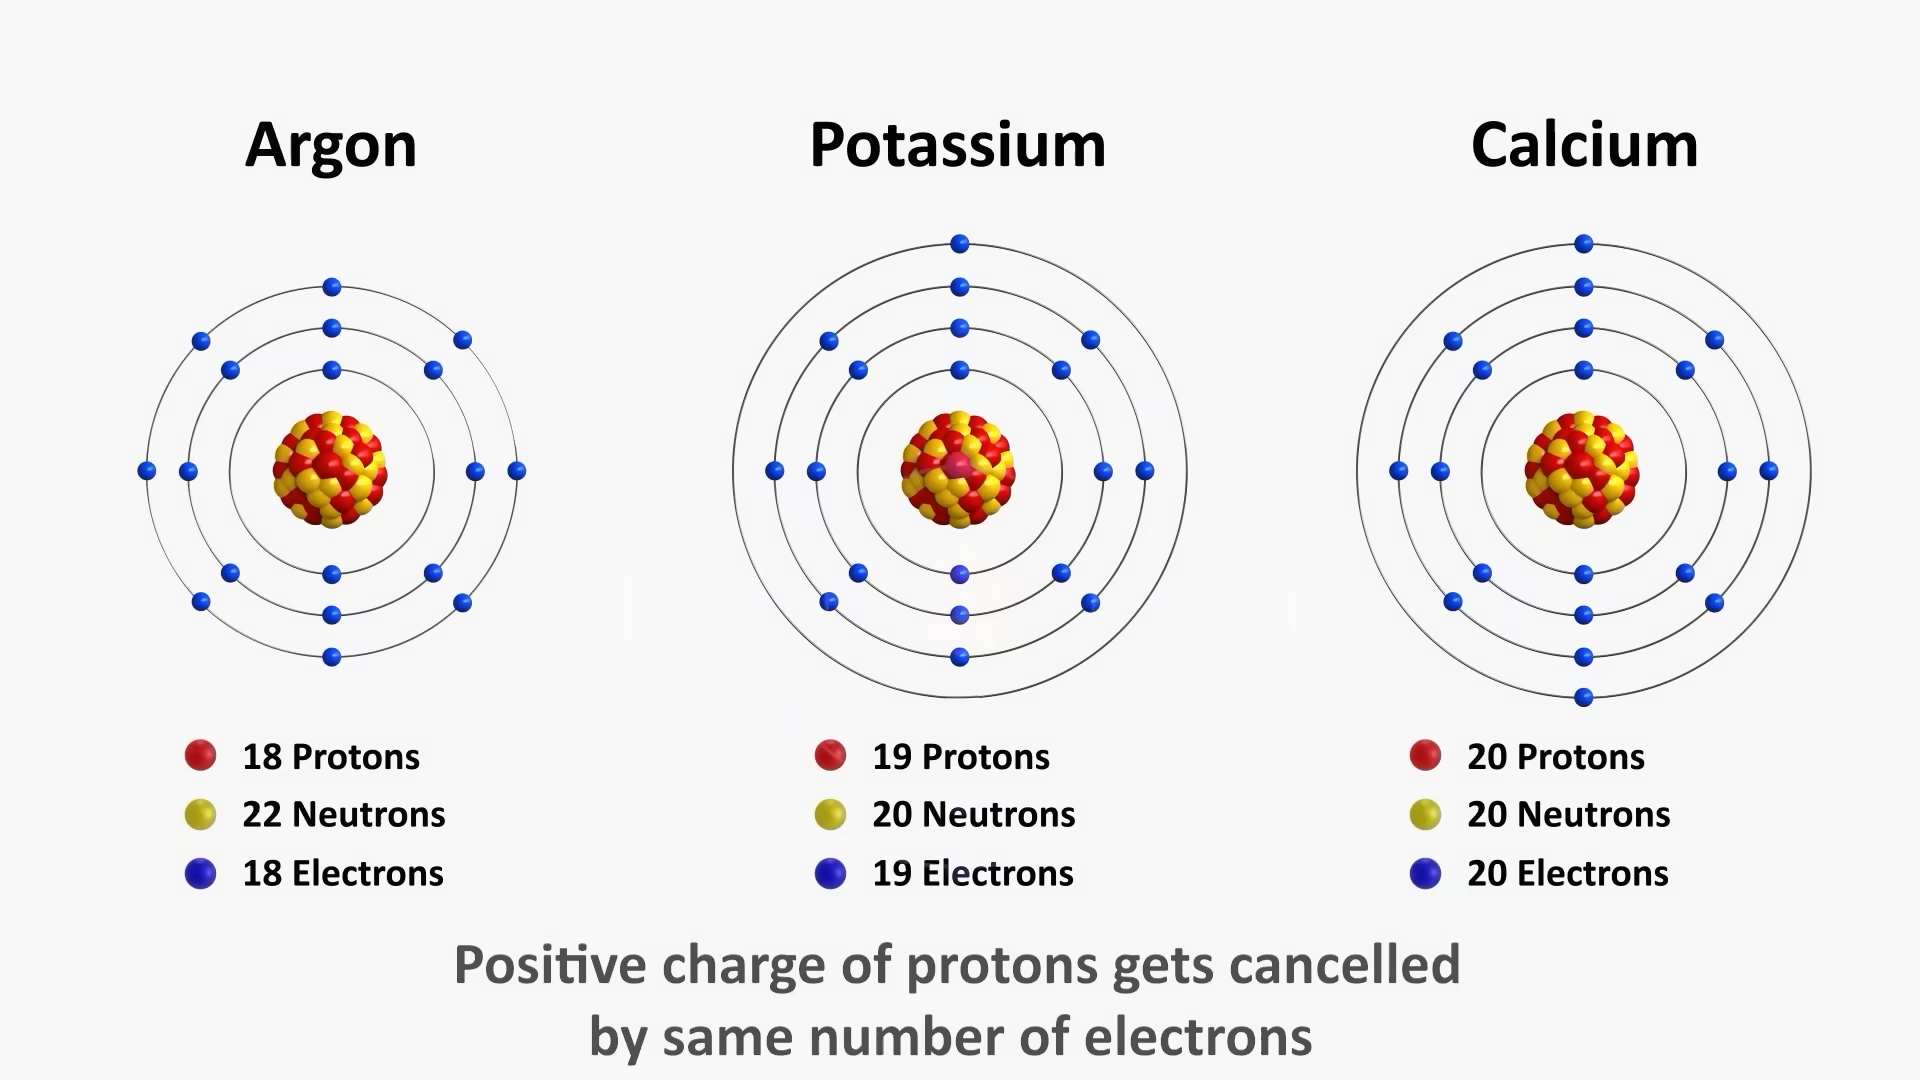 Argon
Potassium
Calcium
18 Protons
22 Neutrons
18 Electrons
19 Protons
20 Neutrons
19 Electrons
20 Protons
20 Neutrons
20 Electrons
Positive charge of protons gets cancelled
by same number of electrons